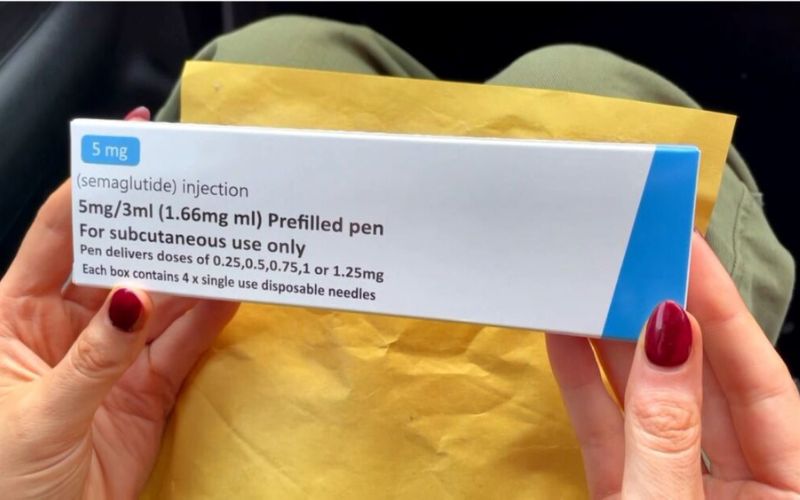 5 mg
(semaglutide) injection
5mg/3ml (1.66mg ml) Prefilled pen
For subcutaneous use only
Pen delivers doses of 0.25,0.5,0.75,1 or 1.25mg
Each box contains 4 x single use disposable needles